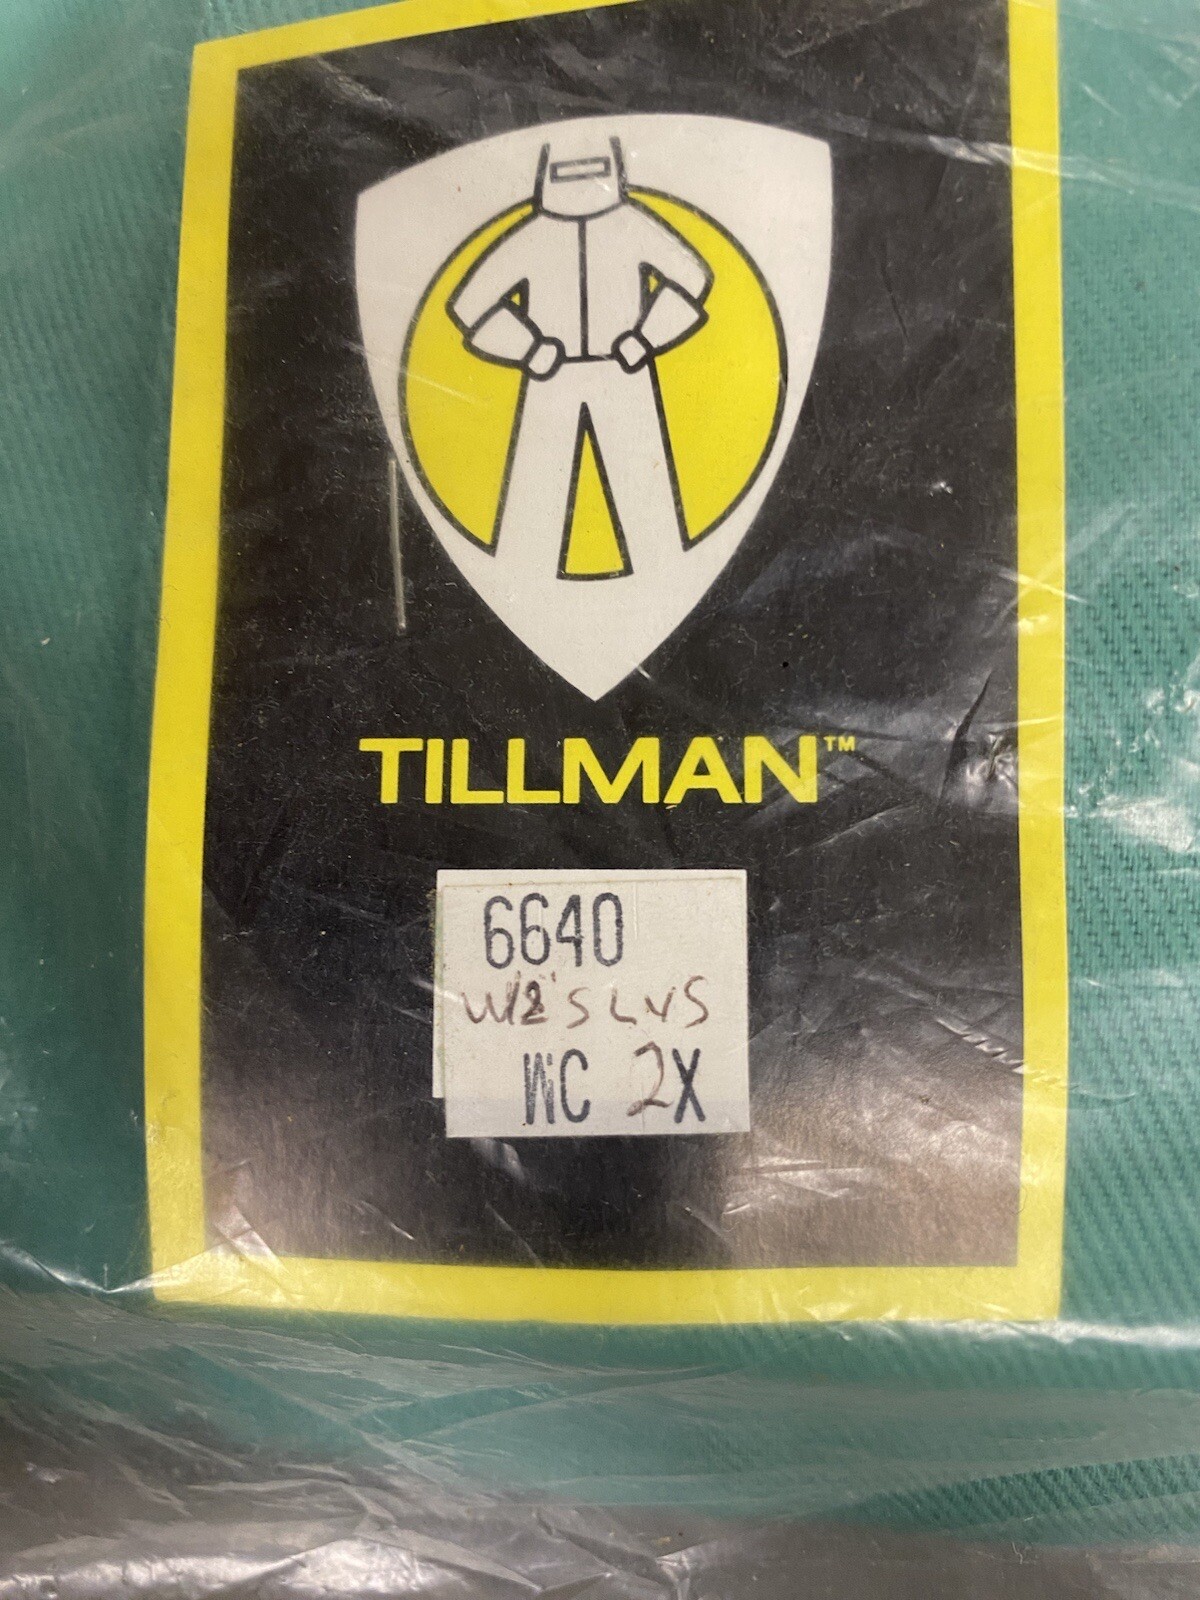 TILLMAN™
6640
W/2" SLVS
WC 2X